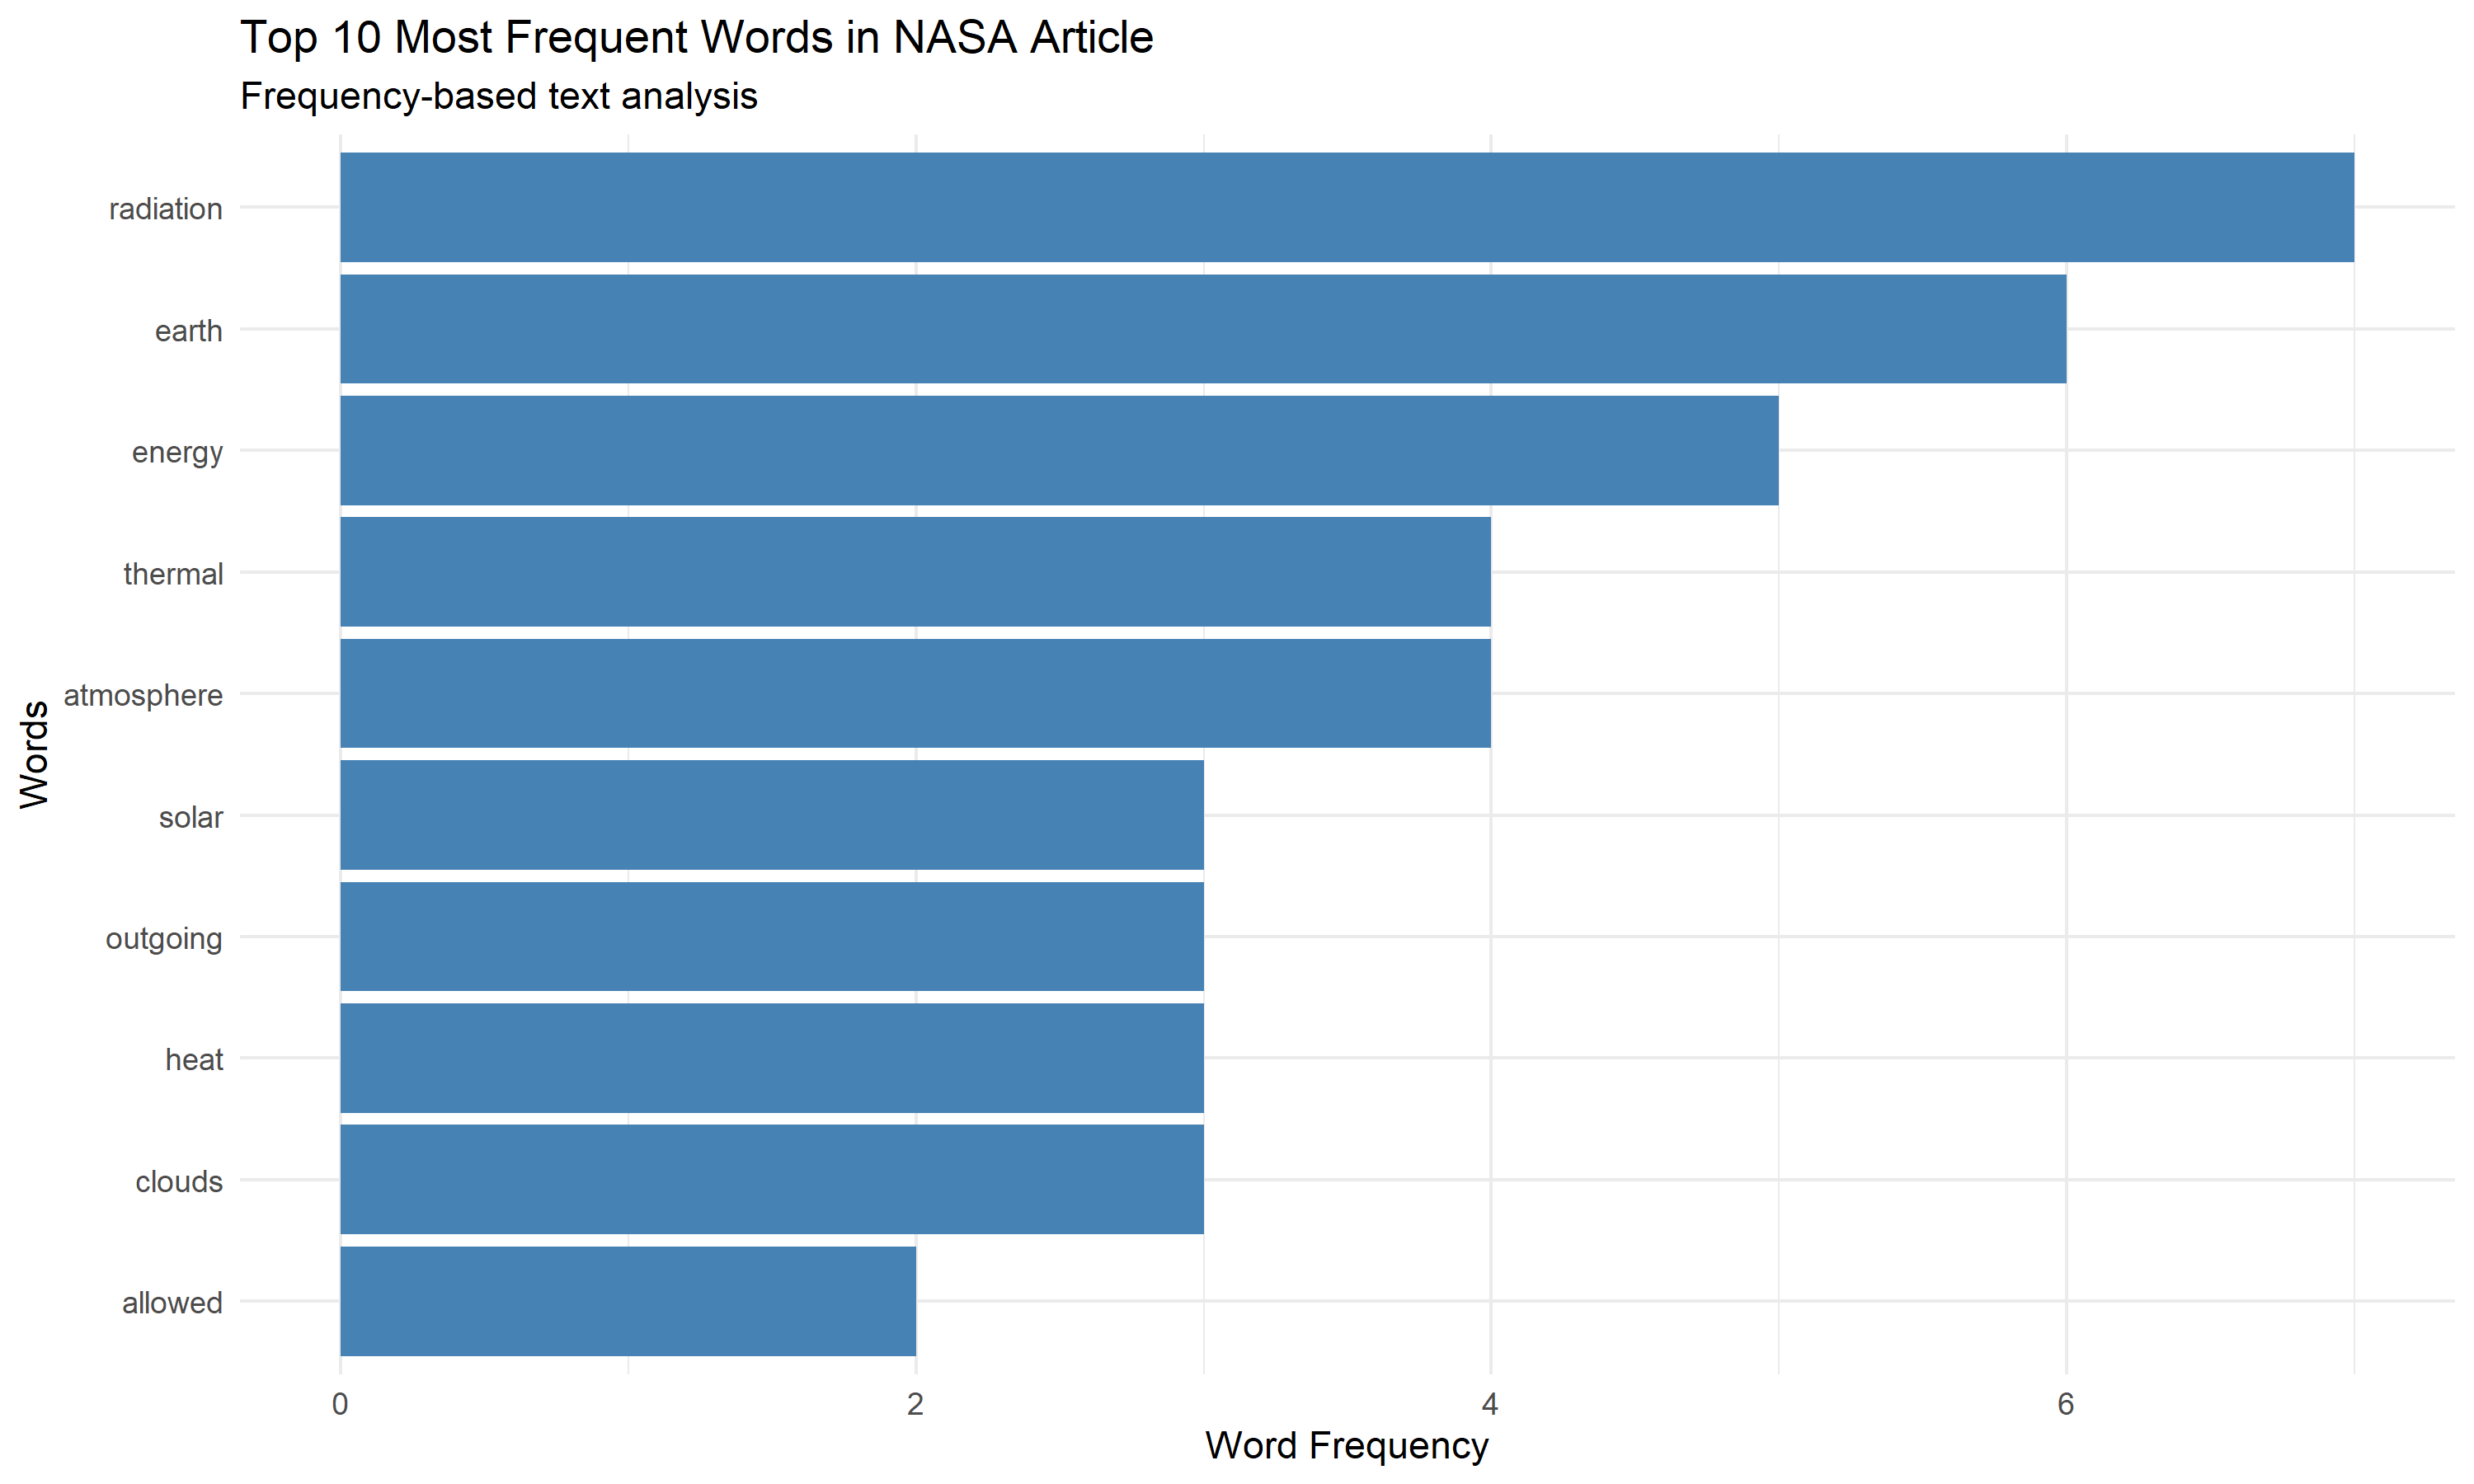 Top 10 Most Frequent Words in NASA Article
Frequency-based text analysis
Words
radiation
earth
energy
thermal
atmosphere
solar
outgoing
heat
clouds
allowed
0 2 4 6
Word Frequency